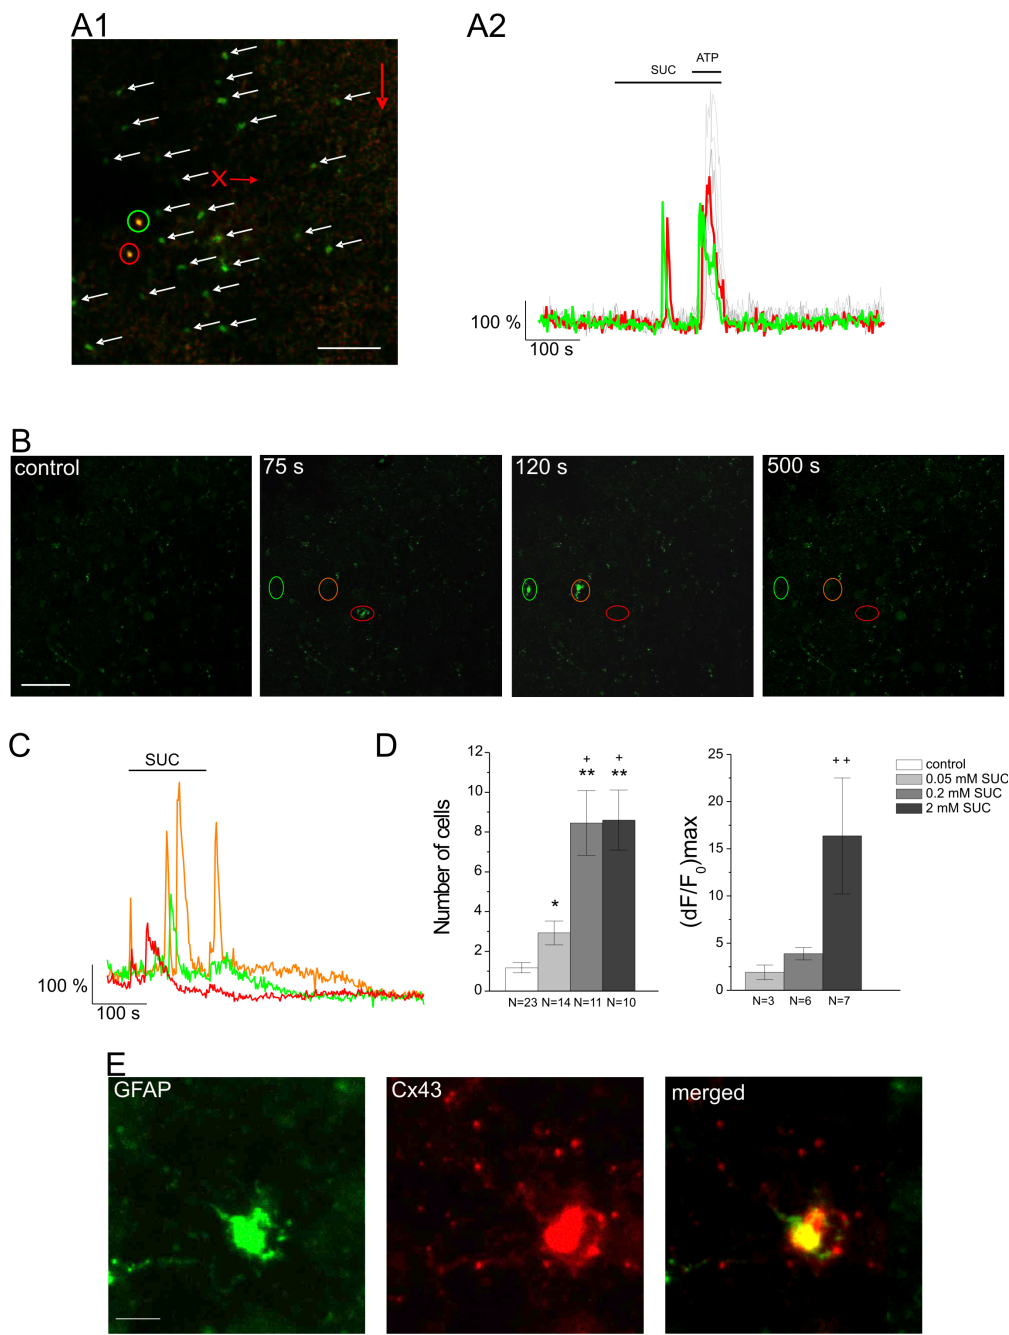 A1
X
A2
ATP
SUC
100 %
100 s
B
control
75 s
120 s
500 s
C
SUC
100 %
100 s
D
Number of cells
12
10
8
6
4
2
0
**
+
**
+
*
N=23 N=14 N=11 N=10
(dF/F0)max
25
20
15
10
5
0
++
N=3 N=6 N=7
control
0.05 mM SUC
0.2 mM SUC
2 mM SUC
E
GFAP
Cx43
merged